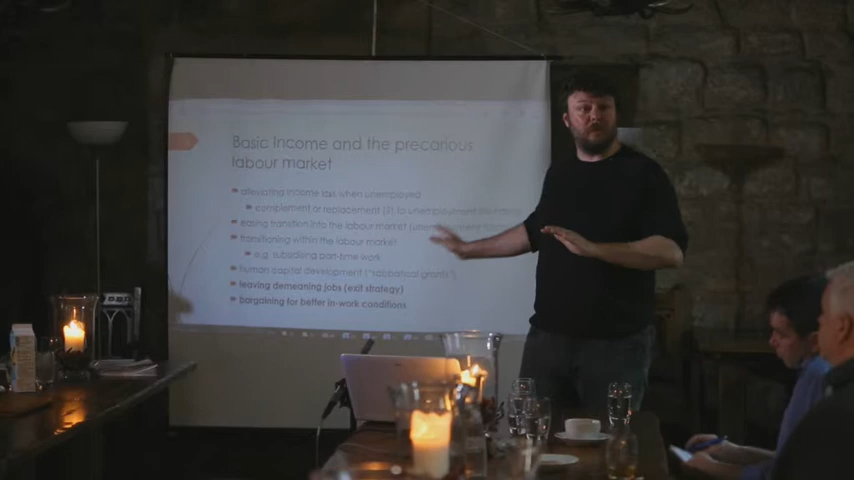 Basic Income and the precarious
labour market
alleviating income loss when unemployed
complement or replacement (?) to unemployment insurance
easing transition into the labour market
transitioning within the labour market
e.g. subsidising part-time work
human capital development ("sabbatical grants")
leaving demeaning jobs (exit strategy)
bargaining for better in-work conditions